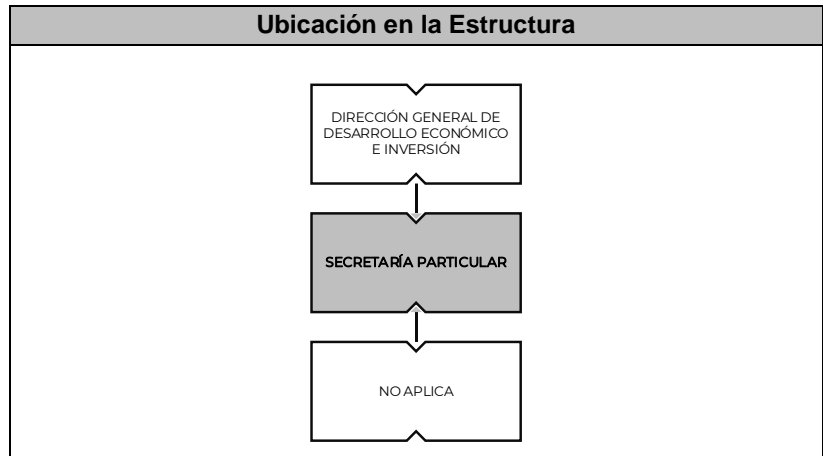 Ubicación en la Estructura
DIRECCIÓN GENERAL DE
DESARROLLO ECONÓMICO
E INVERSIÓN
SECRETARÍA PARTICULAR
NO APLICA